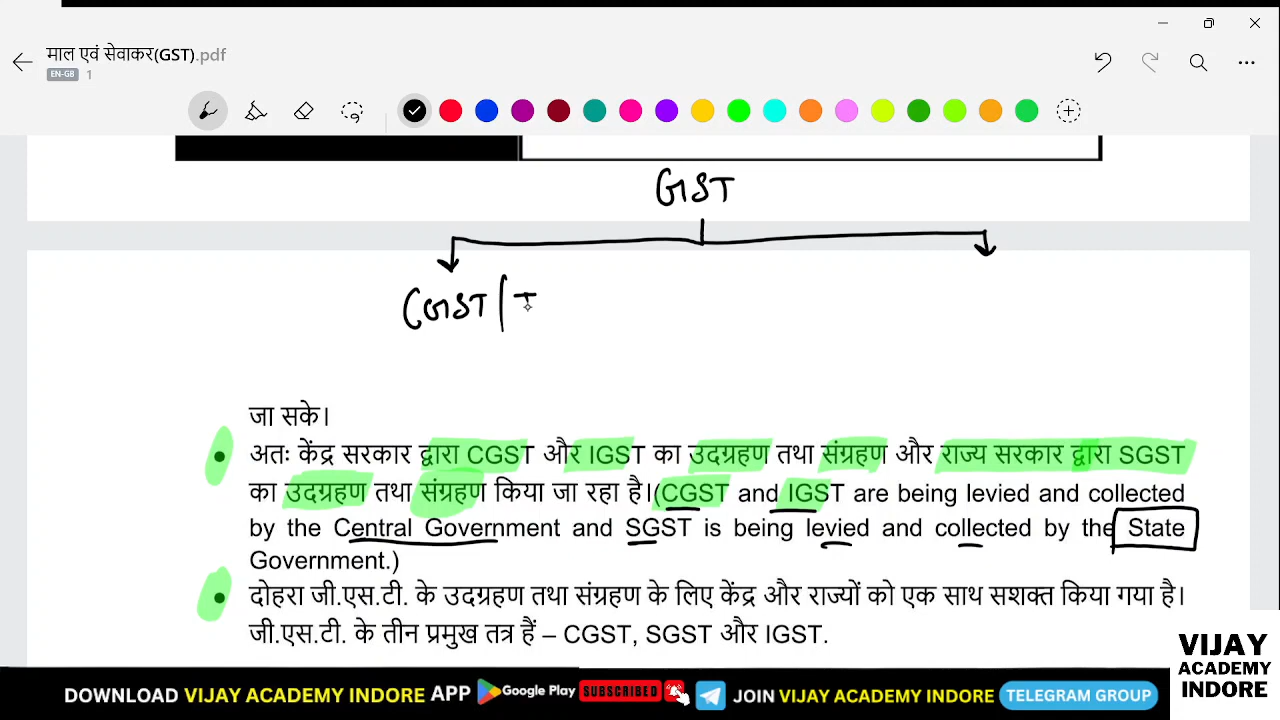 माल एवं सेवाकर(GST).pdf
EN-GB 1
GST
CGST | I
जा सके।
अतः केंद्र सरकार द्वारा CGST और IGST का उदग्रहण तथा संग्रहण और राज्य सरकार द्वारा SGST
का उदग्रहण तथा संग्रहण किया जा रहा है।(CGST and IGST are being levied and collected
by the Central Government and SGST is being levied and collected by the State
Government.)
दोहरा जी.एस.टी. के उदग्रहण तथा संग्रहण के लिए केंद्र और राज्यों को एक साथ सशक्त किया गया है।
जी.एस.टी. के तीन प्रमुख तत्र हैं – CGST, SGST और IGST.
VIJAY
ACADEMY
INDORE
DOWNLOAD VIJAY ACADEMY INDORE APP Google Play SUBSCRIBED JOIN VIJAY ACADEMY INDORE TELEGRAM GROUP